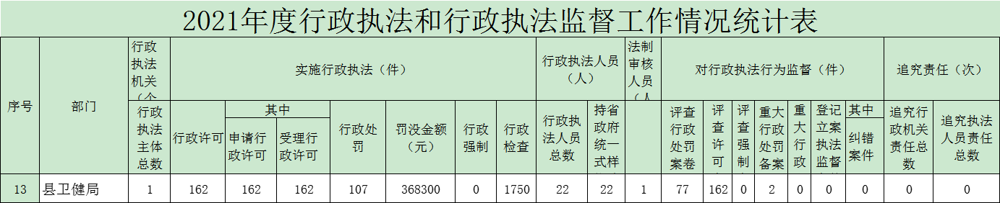 2021年度行政执法和行政执法监督工作情况统计表
序号
部门
行政
执法
机关
（个
实施行政执法（件）
行政执法人员
（人）
法制
审核
人员
（人
对行政执法行为监督（件）
追究责任（次）
行政
执法
主体
总数
行政许可
其中
申请行
政许可
受理行
政许可
行政处
罚
罚没金额
（元）
行政
强制
行政
检查
行政执
法人员
总数
持省
政府
统一
式样
评查
行政
处罚
案卷
评
查
许
可
评
查
强
制
重大
行政
处罚
备案
重
大
行
政
登记
立案
执法
监督
其中
纠错
案件
追究行
政机关
责任总
数
追究执法
人员责任
总数
13 县卫健局 1 162 162 162 107 368300 0 1750 22 22 1 77 162 0 2 0 0 0 0 0